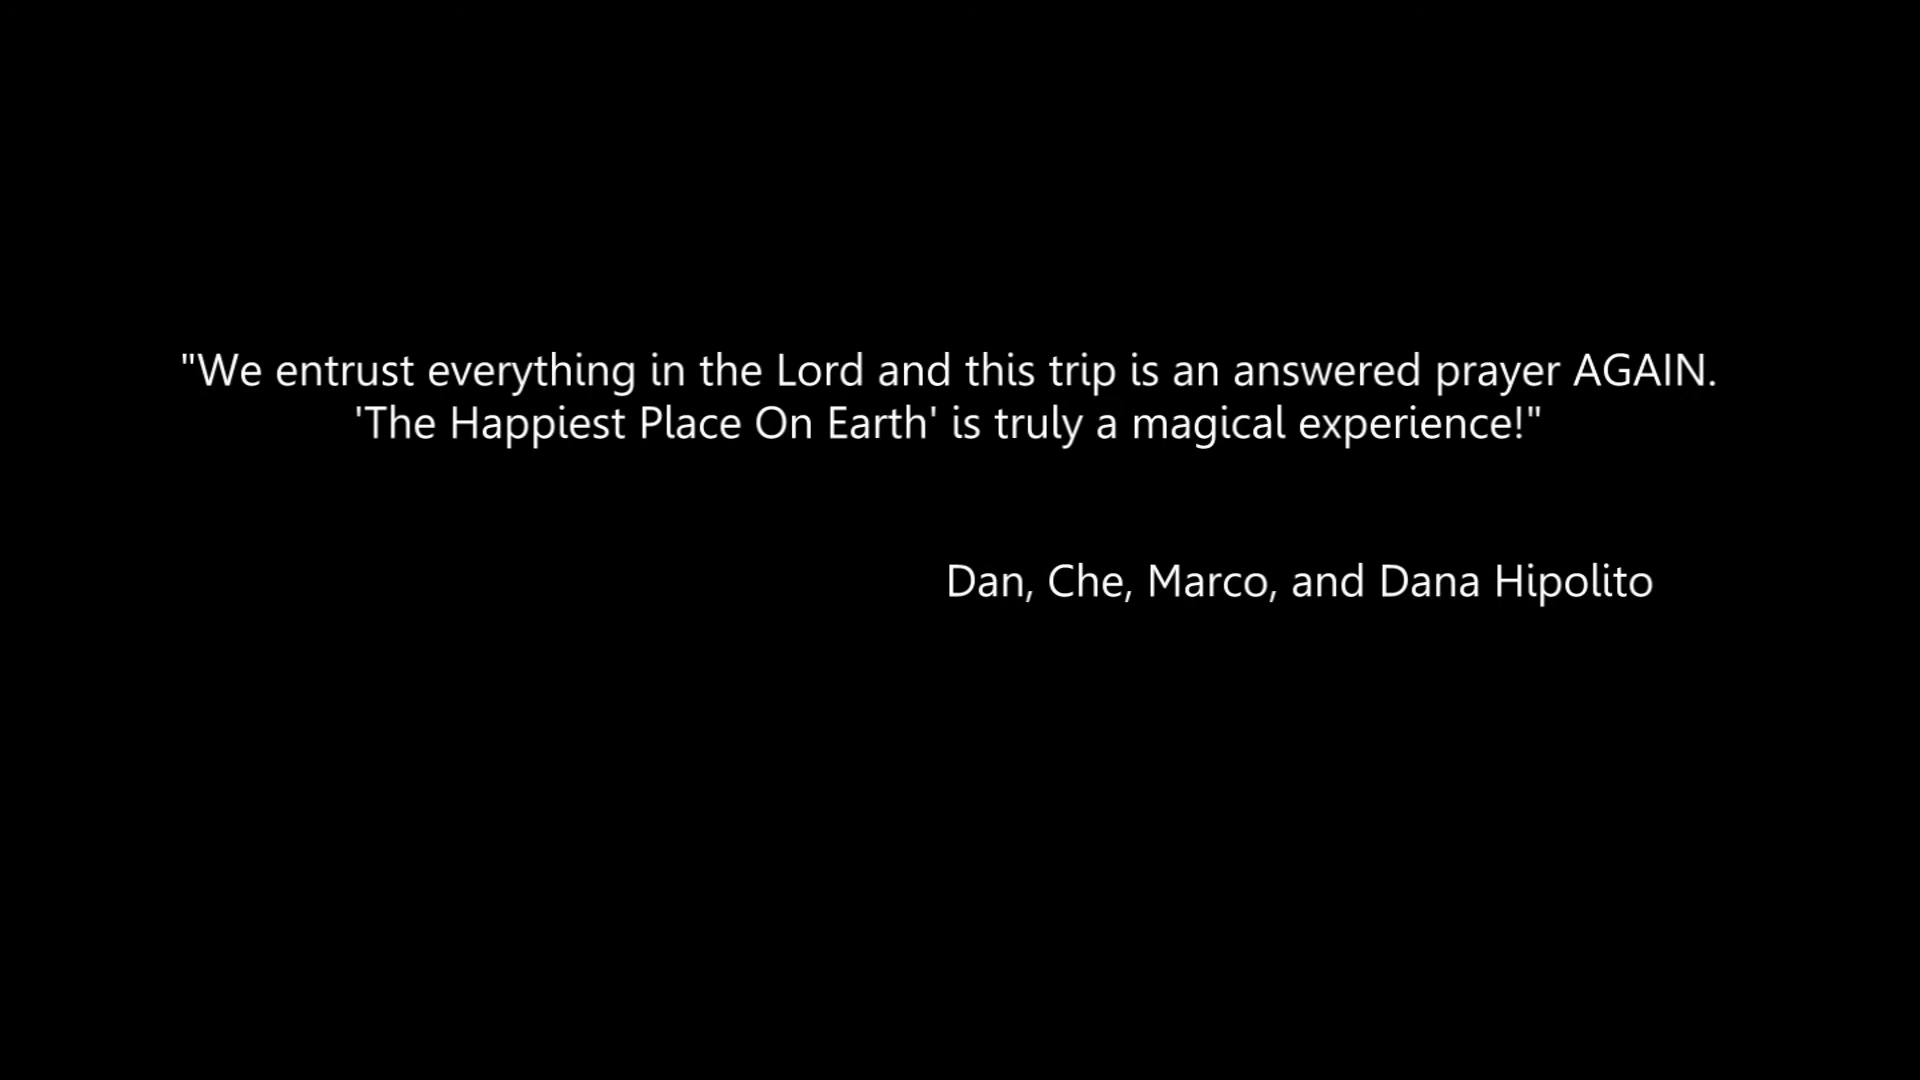 "We entrust everything in the Lord and this trip is an answered prayer AGAIN.
'The Happiest Place On Earth' is truly a magical experience!"
Dan, Che, Marco, and Dana Hipolito